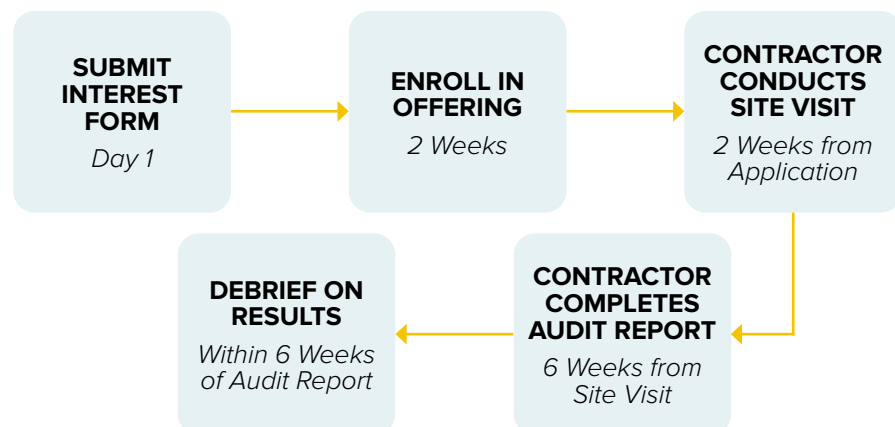 SUBMIT
INTEREST
FORM
Day 1
ENROLL IN
OFFERING
2 Weeks
CONTRACTOR
CONDUCTS
SITE VISIT
2 Weeks from
Application
CONTRACTOR
COMPLETES
AUDIT REPORT
6 Weeks from
Site Visit
DEBRIEF ON
RESULTS
Within 6 Weeks
of Audit Report